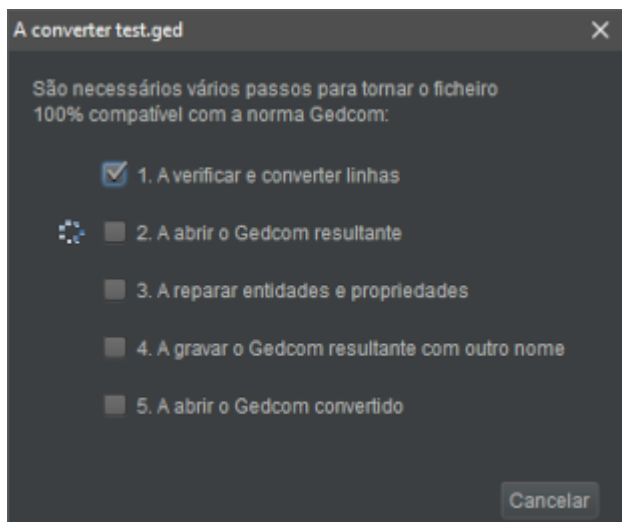 A converter test.ged
São necessários vários passos para tornar o ficheiro
100% compatível com a norma Gedcom:
1. A verificar e converter linhas
2. A abrir o Gedcom resultante
3. A reparar entidades e propriedades
4. A gravar o Gedcom resultante com outro nome
5. A abrir o Gedcom convertido
Cancelar